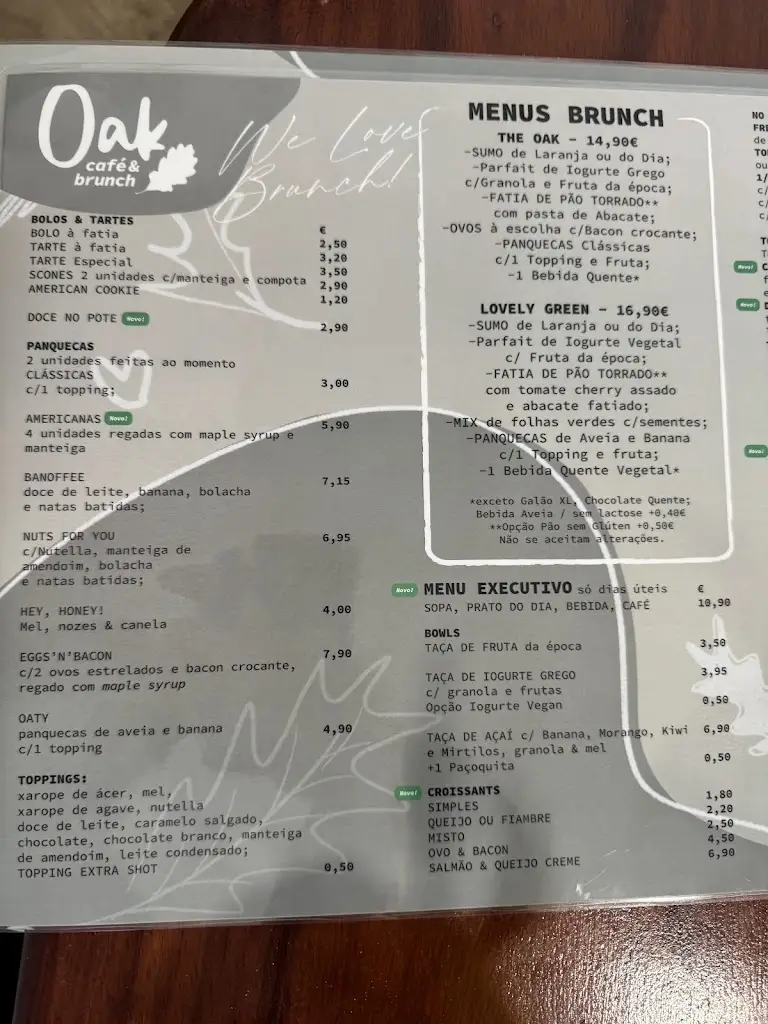 Oak
café &
brunch
We Love
Brunch!
BOLOS & TARTES
€
BOLO à fatia 2,50
TARTE à fatia 3,20
TARTE Especial 3,50
SCONES 2 unidades c/manteiga e compota 2,90
AMERICAN COOKIE 1,20
DOCE NO POTE Novo! 2,90
PANQUECAS
2 unidades feitas ao momento
CLÁSSICAS
c/1 topping; 3,00
AMERICANAS Novo! 5,90
4 unidades regadas com maple syrup e
manteiga
BANOFFEE 7,15
doce de leite, banana, bolacha
e natas batidas;
NUTS FOR YOU 6,95
c/Nutella, manteiga de
amendoim, bolacha
e natas batidas;
HEY, HONEY! 4,00
Mel, nozes & canela
EGGS'N'BACON 7,90
c/2 ovos estrelados e bacon crocante,
regado com maple syrup
OATY
panquecas de aveia e banana 4,90
c/1 topping
TOPPINGS:
xarope de ácer, mel,
xarope de agave, nutella
doce de leite, caramelo salgado,
chocolate, chocolate branco, manteiga
de amendoim, leite condensado;
TOPPING EXTRA SHOT 0,50
MENUS BRUNCH
THE OAK - 14,90€
-SUMO de Laranja ou do Dia;
-Parfait de Iogurte Grego
c/Granola e Fruta da época;
-FATIA DE PÃO TORRADO**
com pasta de Abacate;
-OVOS à escolha c/Bacon crocante;
-PANQUECAS Clássicas
c/1 Topping e Fruta;
-1 Bebida Quente*
LOVELY GREEN - 16,90€
-SUMO de Laranja ou do Dia;
-Parfait de Iogurte Vegetal
c/ Fruta da época;
-FATIA DE PÃO TORRADO**
com tomate cherry assado
e abacate fatiado;
-MIX de folhas verdes c/sementes;
-PANQUECAS de Aveia e Banana
c/1 Topping e fruta;
-1 Bebida Quente Vegetal*
*exceto Galão XL, Chocolate Quente;
Bebida Aveia / sem lactose +0,40€
**Opção Pão sem Glúten +0,50€
Não se aceitam alterações.
Novo! MENU EXECUTIVO só dias úteis €
SOPA, PRATO DO DIA, BEBIDA, CAFÉ 10,90
BOWLS
TAÇA DE FRUTA da época 3,50
TAÇA DE IOGURTE GREGO 3,95
c/ granola e frutas
Opção Iogurte Vegan 0,50
TAÇA DE AÇAÍ c/ Banana, Morango, Kiwi 6,90
e Mirtilos, granola & mel
+1 Paçoquita 0,50
Novo! CROISSANTS
SIMPLES 1,80
QUEIJO OU FIAMBRE 2,20
MISTO 2,50
OVO & BACON 4,50
SALMÃO & QUEIJO CREME 6,90
NO
FRE
de
TO
ou
1/
c/
c/
c/
Novo!
Novo!
Novo!